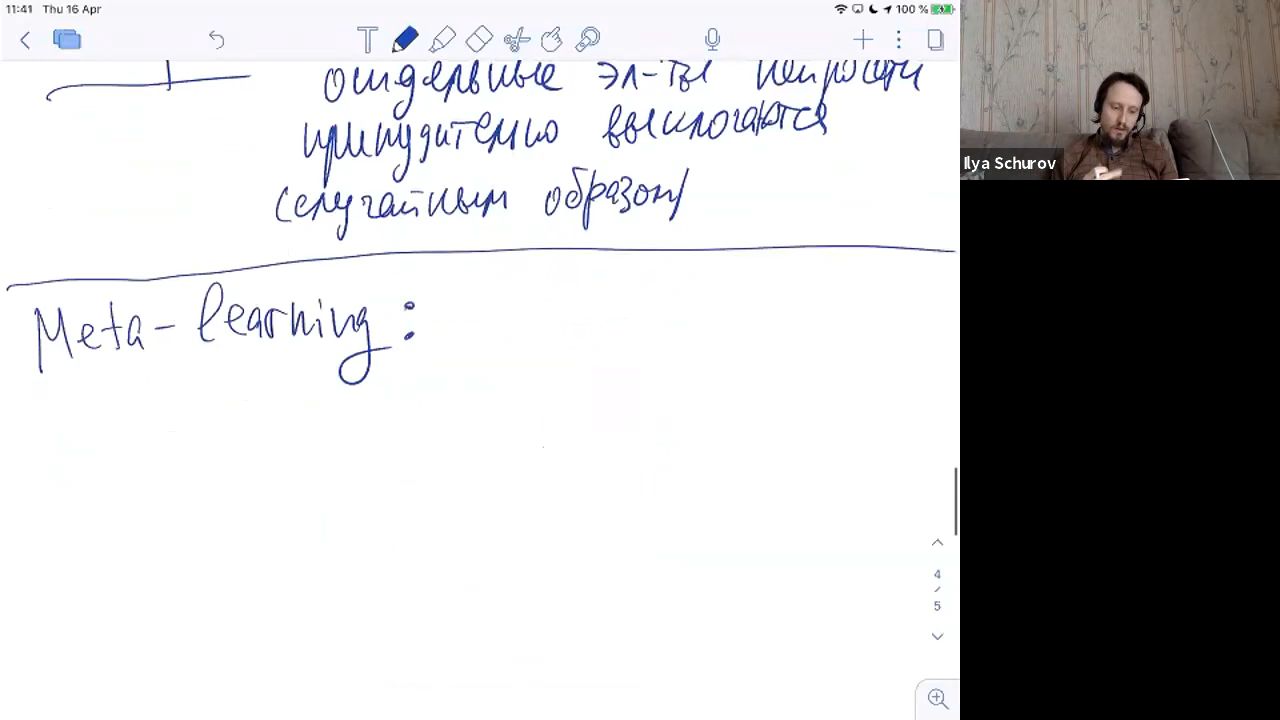 11:41 Thu 16 Apr
100 %
T
отдельные эл-ты нейросети
принудительно выключаются
случайным образом
Ilya Schurov
Meta-learning:
4
/
5